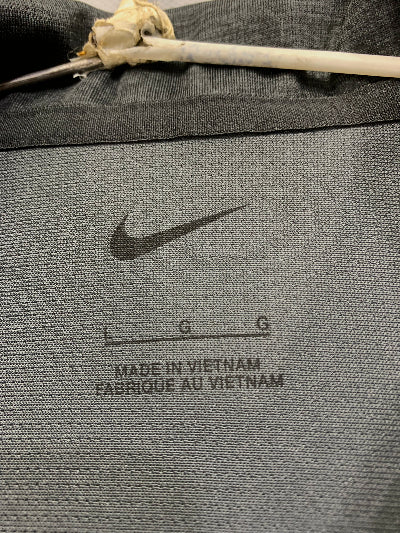 L G G
MADE IN VIETNAM
FABRIQUE AU VIETNAM